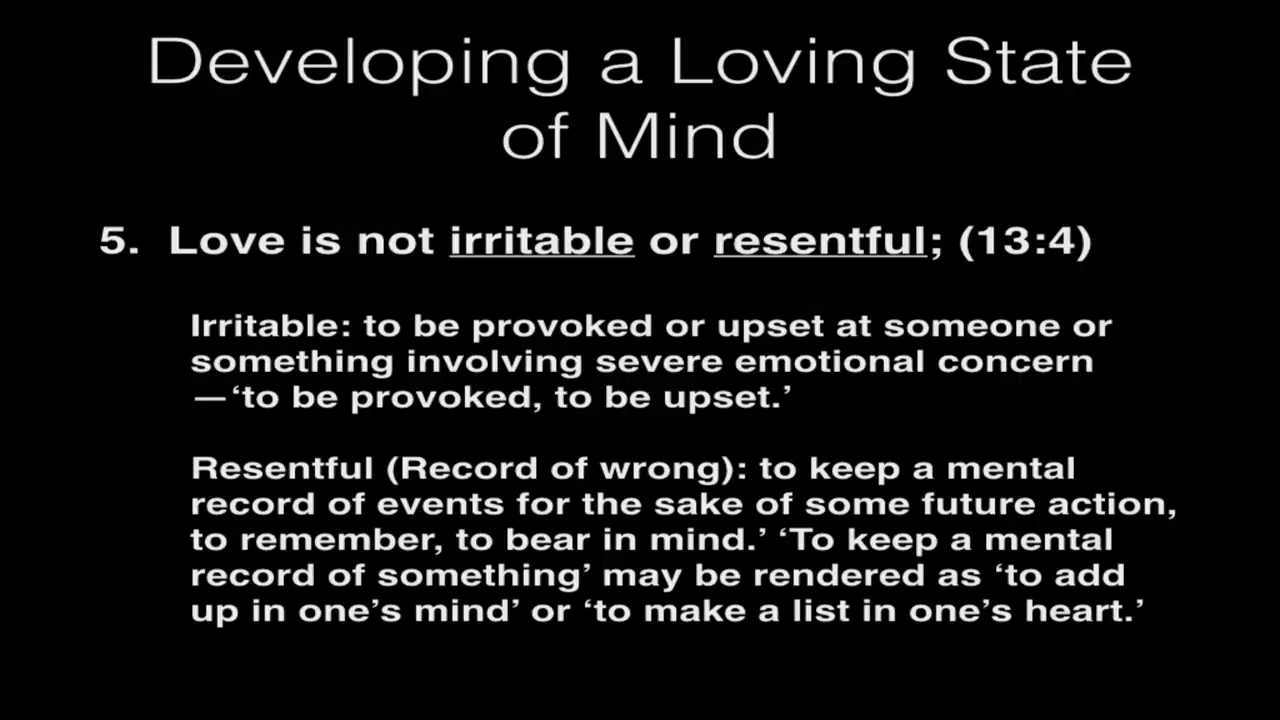 Developing a Loving State
of Mind
5. Love is not irritable or resentful; (13:4)
Irritable: to be provoked or upset at someone or
something involving severe emotional concern
—‘to be provoked, to be upset.’
Resentful (Record of wrong): to keep a mental
record of events for the sake of some future action,
to remember, to bear in mind.’ ‘To keep a mental
record of something’ may be rendered as ‘to add
up in one’s mind’ or ‘to make a list in one’s heart.’